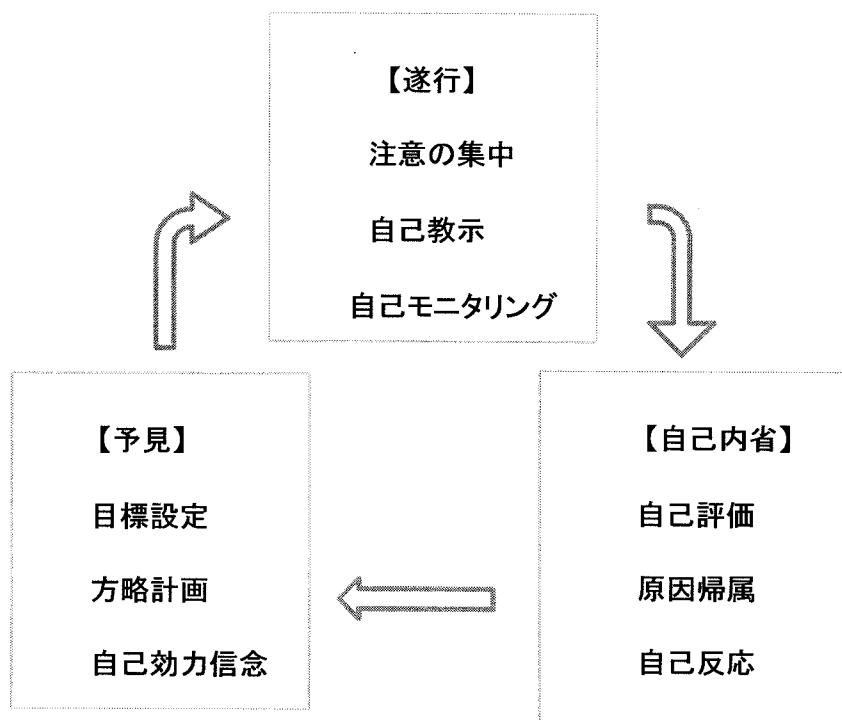 【遂行】
注意の集中
自己教示
自己モニタリング
【予見】
目標設定
方略計画
自己効力信念
【自己内省】
自己評価
原因帰属
自己反応